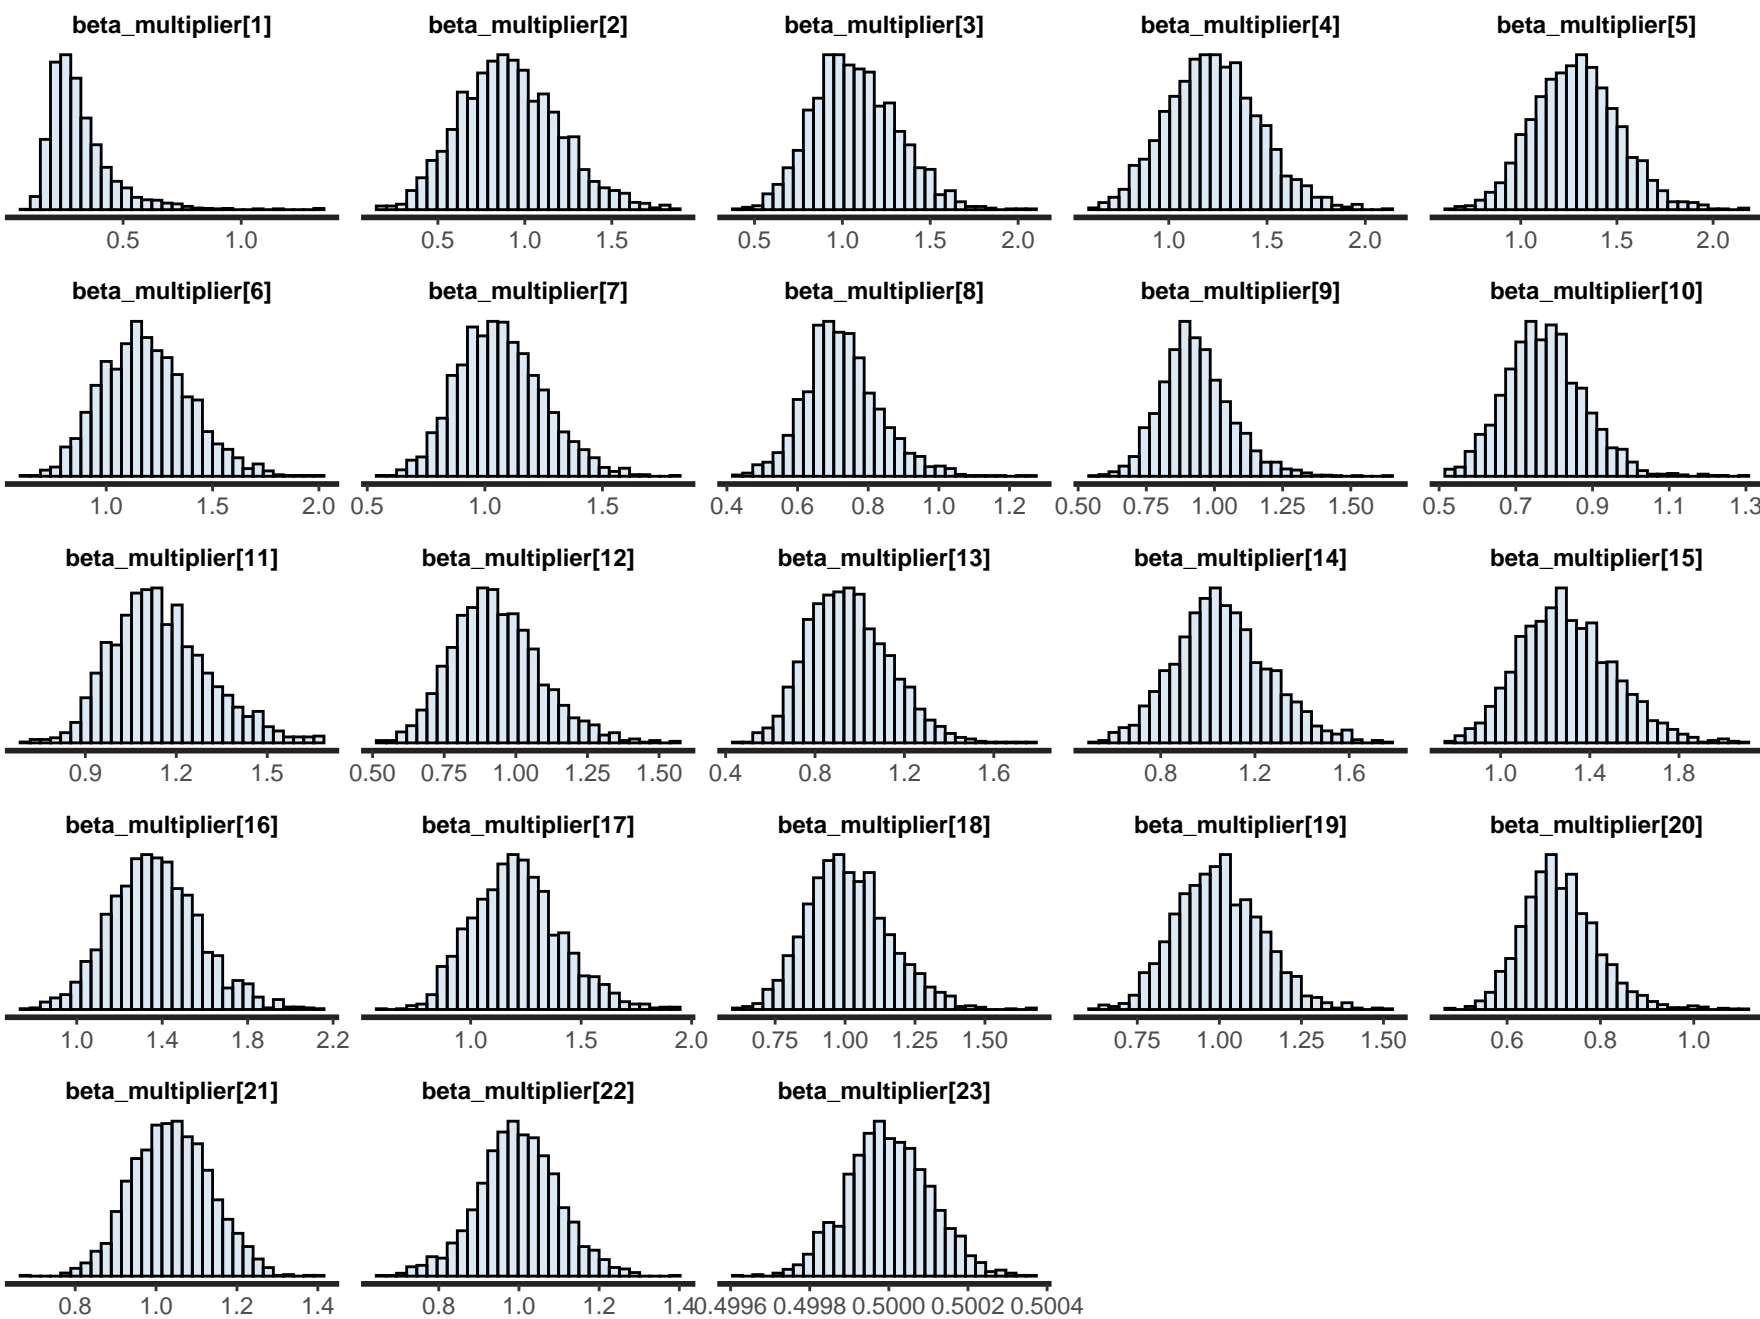 beta_multiplier[1] beta_multiplier[2] beta_multiplier[3] beta_multiplier[4] beta_multiplier[5]
0.5 1.0 0.5 1.0 1.5 0.5 1.0 1.5 2.0 1.0 1.5 2.0 1.0 1.5 2.0
beta_multiplier[6] beta_multiplier[7] beta_multiplier[8] beta_multiplier[9] beta_multiplier[10]
1.0 1.5 2.0 0.5 1.0 1.5 0.4 0.6 0.8 1.0 1.2 0.50 0.75 1.00 1.25 1.50 0.5 0.7 0.9 1.1 1.3
beta_multiplier[11] beta_multiplier[12] beta_multiplier[13] beta_multiplier[14] beta_multiplier[15]
0.9 1.2 1.5 0.50 0.75 1.00 1.25 1.50 0.4 0.8 1.2 1.6 0.8 1.2 1.6 1.0 1.4 1.8
beta_multiplier[16] beta_multiplier[17] beta_multiplier[18] beta_multiplier[19] beta_multiplier[20]
1.0 1.4 1.8 2.2 1.0 1.5 2.0 0.75 1.00 1.25 1.50 0.75 1.00 1.25 1.50 0.6 0.8 1.0
beta_multiplier[21] beta_multiplier[22] beta_multiplier[23]
0.8 1.0 1.2 1.4 0.8 1.0 1.2 1.4 0.4996 0.4998 0.5000 0.5002 0.5004